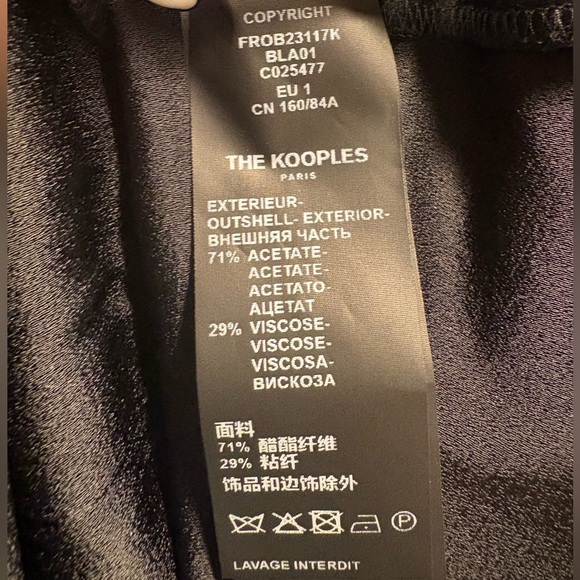 COPYRIGHT
FROB23117K
BLA01
C025477
EU 1
CN 160/84A
THE KOOPLES
PARIS
EXTERIEUR-
OUTSHELL- EXTERIOR-
ВНЕШНЯЯ ЧАСТЬ
71% ACETATE-
ACETATE-
ACETATO-
АЦЕТАТ
29% VISCOSE-
VISCOSE-
VISCOSA-
ВИСКОЗА
面料
71% 醋酯纤维
29% 粘纤
饰品和边饰除外
P
LAVAGE INTERDIT